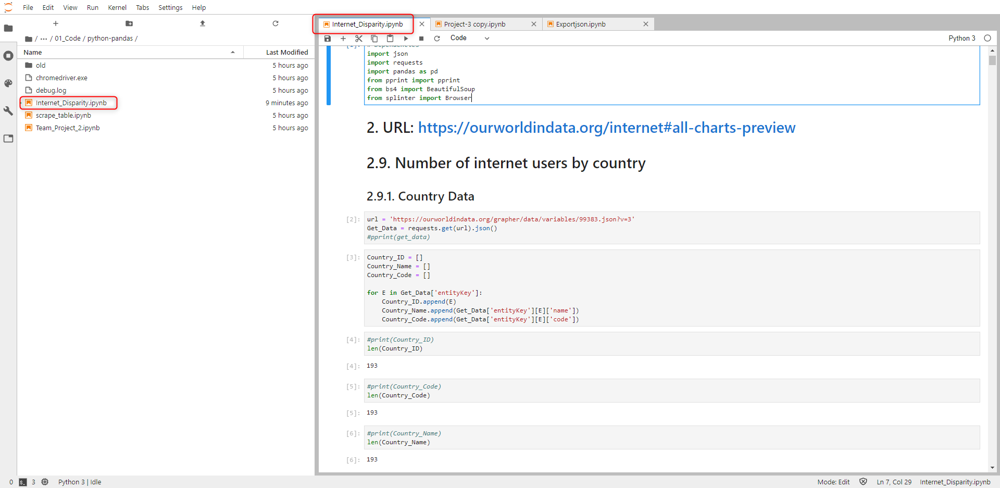 File Edit View Run Kernel Tabs Settings Help
/ ··· / 01_Code / python-pandas /
Name Last Modified
old 5 hours ago
chromedriver.exe 5 hours ago
debug.log 5 hours ago
Internet_Disparity.ipynb 9 minutes ago
scrape_table.ipynb 5 hours ago
Team_Project_2.ipynb 5 hours ago
Internet_Disparity.ipynb Project-3 copy.ipynb Exportjson.ipynb
Code Python 3
[1]: # Dependencies
import json
import requests
import pandas as pd
from pprint import pprint
from bs4 import BeautifulSoup
from splinter import Browser
2. URL: https://ourworldindata.org/internet#all-charts-preview
2.9. Number of internet users by country
2.9.1. Country Data
[2]: url = 'https://ourworldindata.org/grapher/data/variables/99383.json?v=3'
Get_Data = requests.get(url).json()
#pprint(get_data)
[3]: Country_ID = []
Country_Name = []
Country_Code = []
for E in Get_Data['entityKey']:
    Country_ID.append(E)
    Country_Name.append(Get_Data['entityKey'][E]['name'])
    Country_Code.append(Get_Data['entityKey'][E]['code'])
[4]: #print(Country_ID)
len(Country_ID)
[4]: 193
[5]: #print(Country_Code)
len(Country_Code)
[5]: 193
[6]: #print(Country_Name)
len(Country_Name)
[6]: 193
0 $_ 3 Python 3 | Idle Mode: Edit Ln 7, Col 29 Internet_Disparity.ipynb